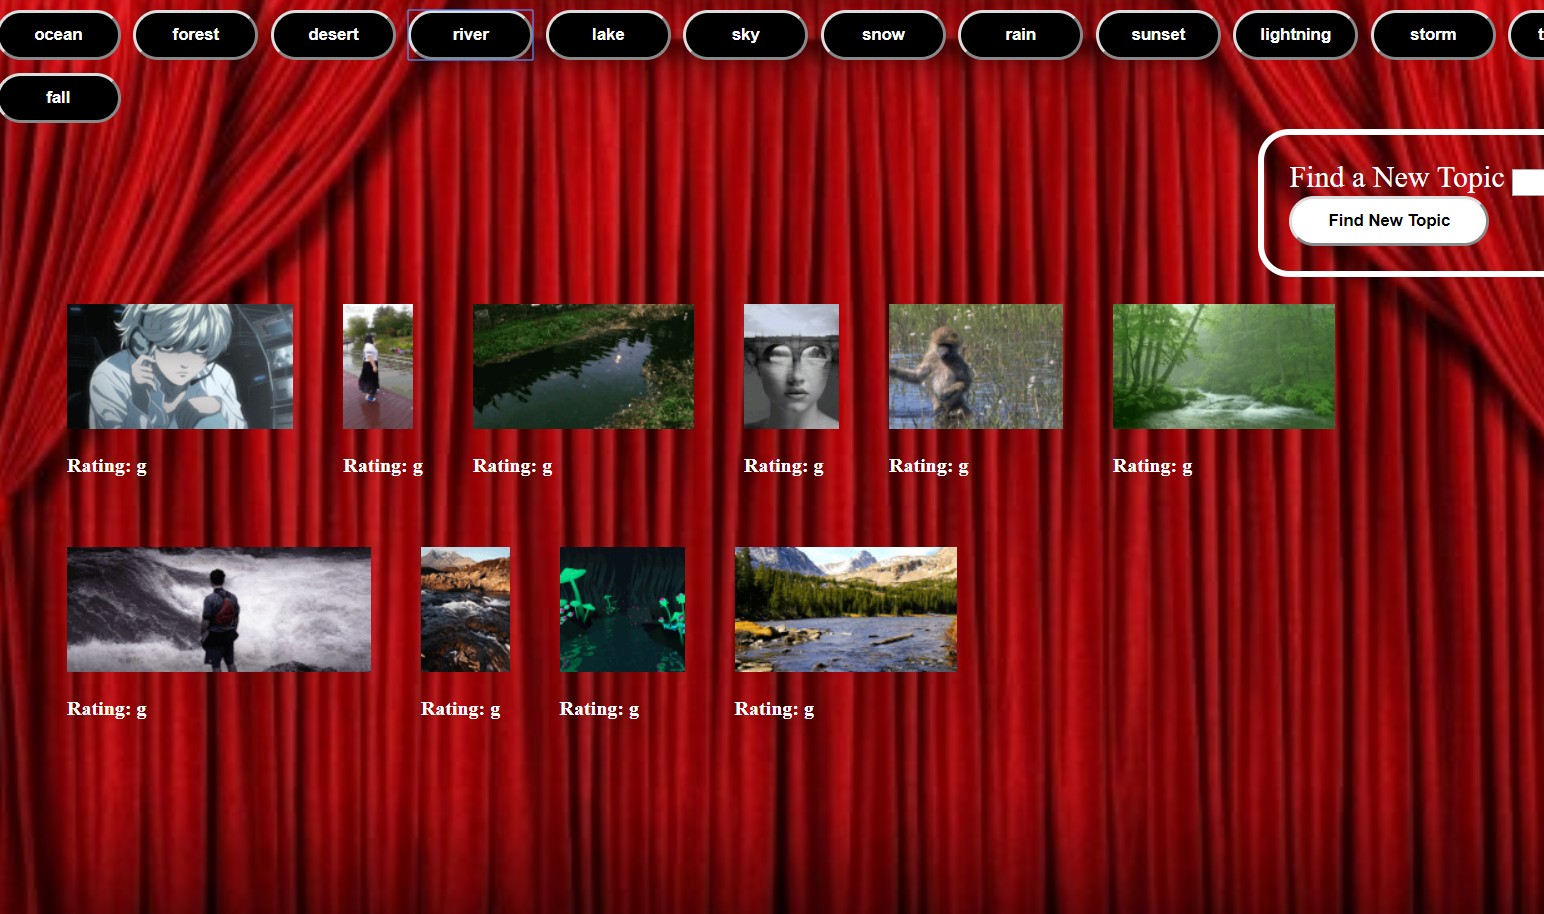 ocean forest desert river lake sky snow rain sunset lightning storm
fall
Find a New Topic
Find New Topic
Rating: g Rating: g Rating: g Rating: g Rating: g Rating: g
Rating: g Rating: g Rating: g Rating: g